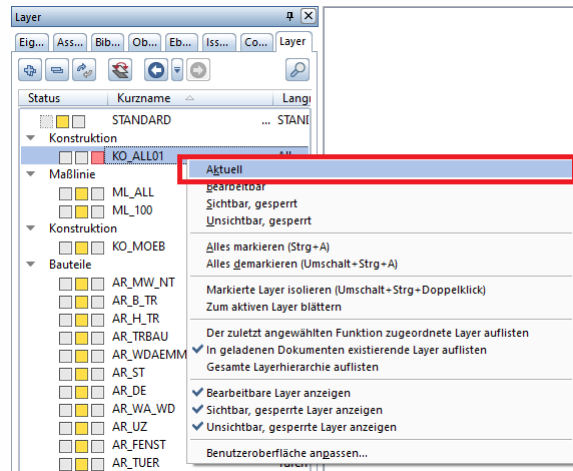 Layer
Eig... Ass... Bib... Ob... Eb... Iss... Co... Layer
Status Kurzname Langi
STANDARD ... STANI
Konstruktion
KO_ALL01
Maßlinie
ML_ALL
ML_100
Konstruktion
KO_MOEB
Bauteile
AR_MW_NT
AR_B_TR
AR_H_TR
AR_TRBAU
AR_WDAEMM
AR_ST
AR_DE
AR_WA_WD
AR_UZ
AR_FENST
AR_TUER
Aktuell
Bearbeitbar
Sichtbar, gesperrt
Unsichtbar, gesperrt
Alles markieren (Strg+A)
Alles demarkieren (Umschalt+Strg+A)
Markierte Layer isolieren (Umschalt+Strg+Doppelklick)
Zum aktiven Layer blättern
Der zuletzt angewählten Funktion zugeordnete Layer auflisten
In geladenen Dokumenten existierende Layer auflisten
Gesamte Layerhierarchie auflisten
Bearbeitbare Layer anzeigen
Sichtbar, gesperrte Layer anzeigen
Unsichtbar, gesperrte Layer anzeigen
Benutzeroberfläche anpassen...